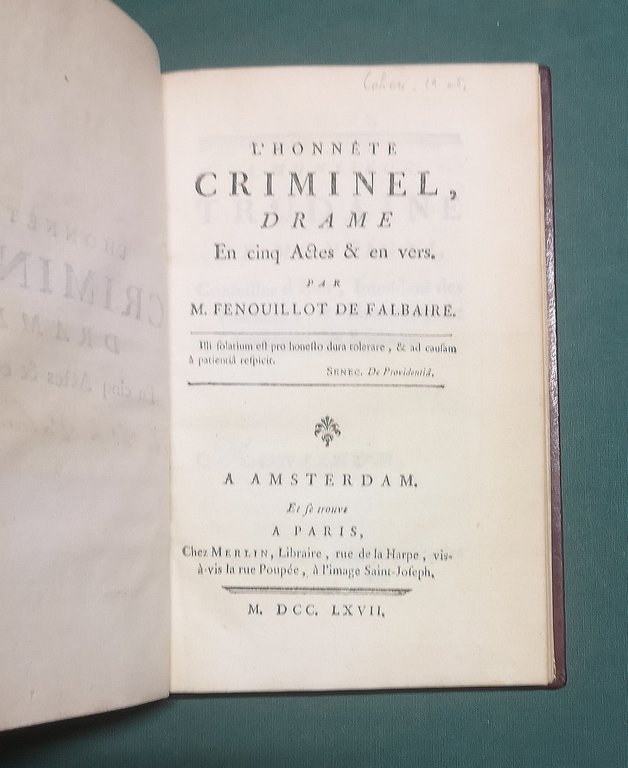 L'HONNÊTE
CRIMINEL,
DRAME
En cinq Actes & en vers.
PAR
M. FENOUILLOT DE FALBAIRE.
Illi solatium est pro honesto dura tolerare, & ad causam
à patientiâ respicit.
SENEC. De Providentiâ.
A AMSTERDAM.
Et se trouve
A PARIS,
Chez MERLIN, Libraire, rue de la Harpe, vis-
à-vis la rue Poupée, à l'image Saint-Joseph.
M. DCC. LXVII.